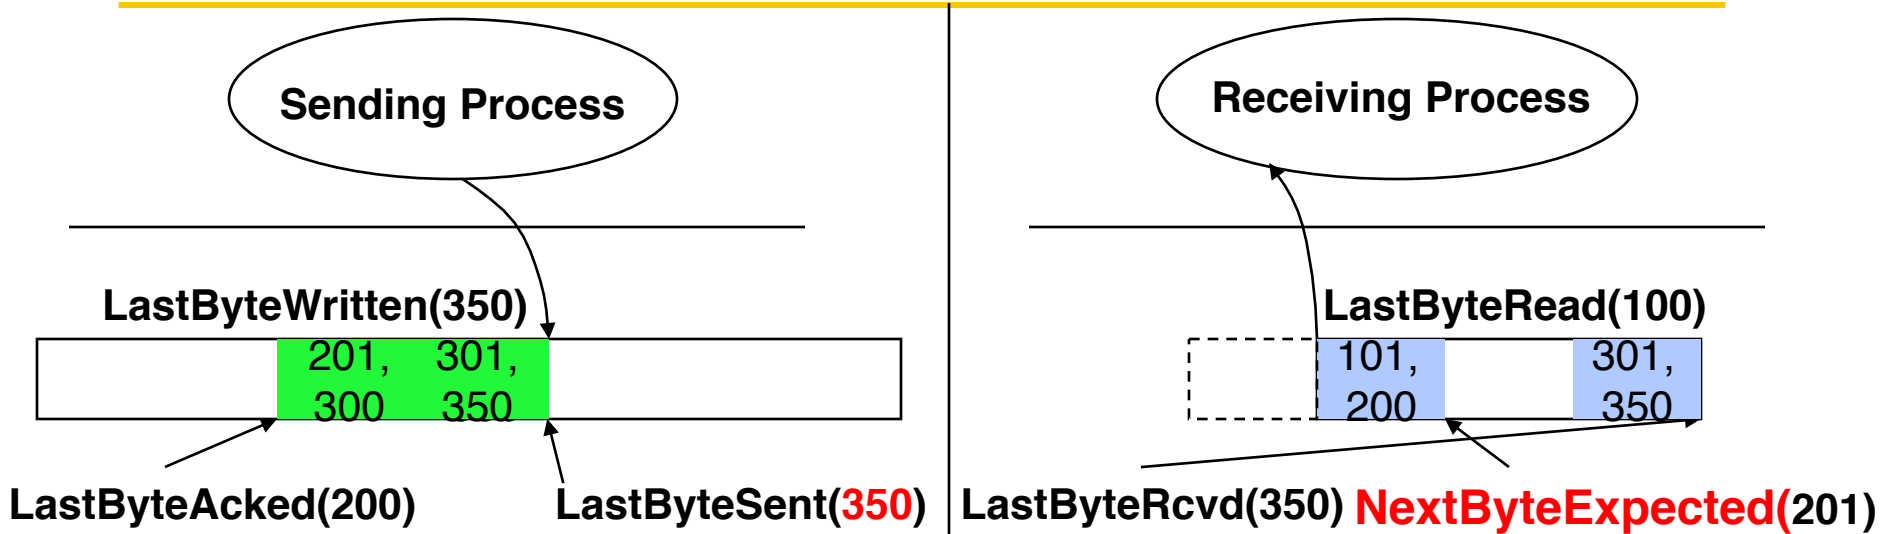 Sending Process
Receiving Process
LastByteWritten(350)
LastByteRead(100)
201, 301,
300 350
101, 301,
200 350
LastByteAcked(200)
LastByteSent(350)
LastByteRcvd(350)
NextByteExpected(201)